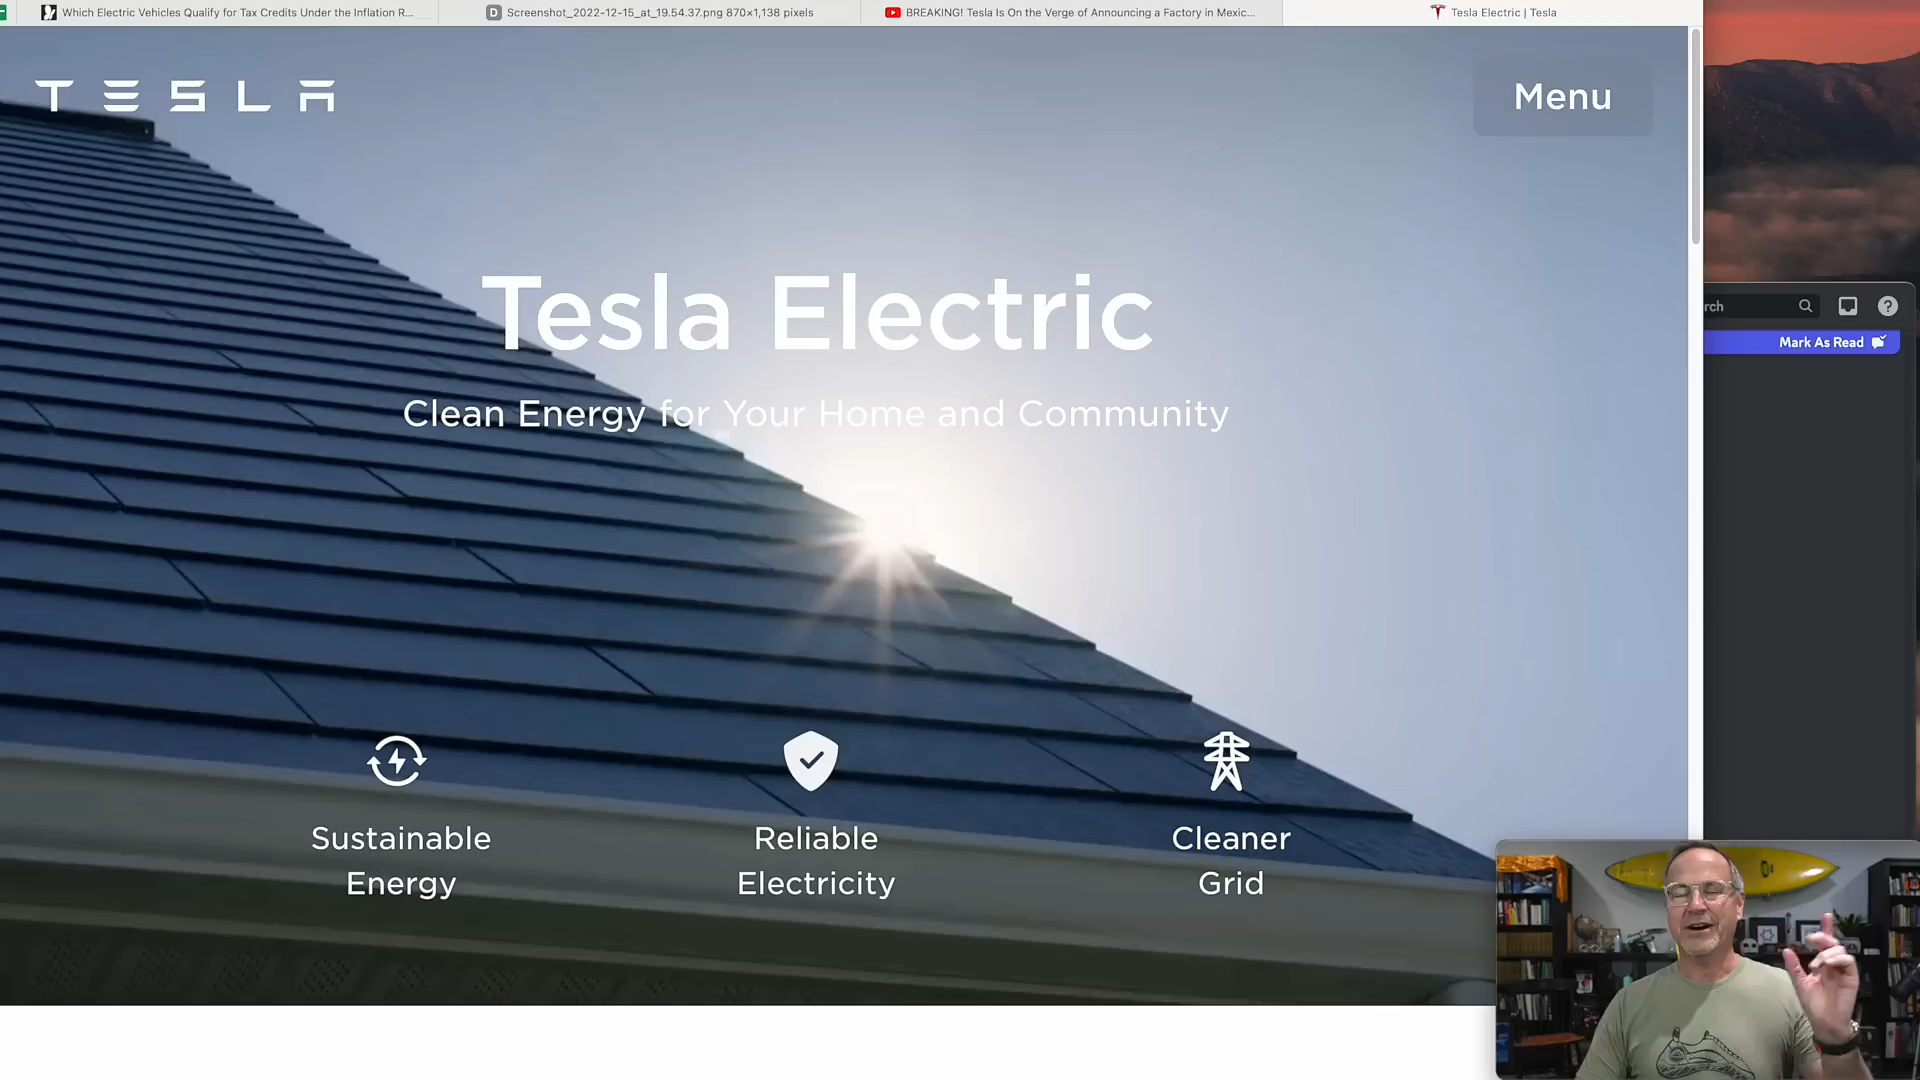 Which Electric Vehicles Qualify for Tax Credits Under the Inflation R...
Screenshot_2022-12-15_at_19.54.37.png 870×1,138 pixels
BREAKING! Tesla Is On the Verge of Announcing a Factory in Mexic...
Tesla Electric | Tesla
TESLA
Menu
Tesla Electric
Clean Energy for Your Home and Community
rch
Mark As Read
Sustainable
Energy
Reliable
Electricity
Cleaner
Grid